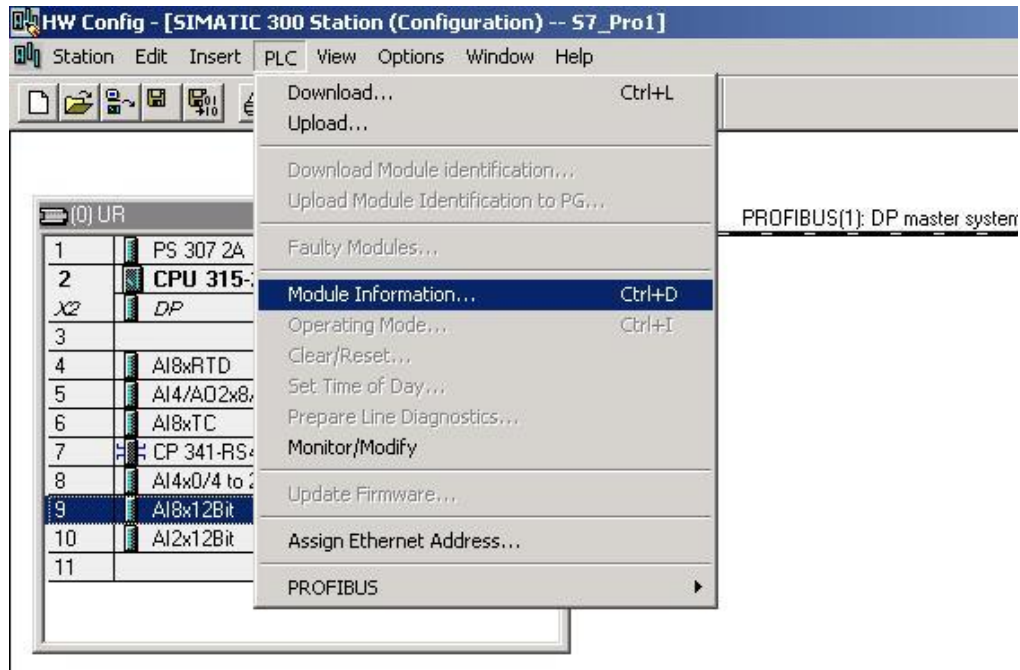 HW Config - [SIMATIC 300 Station (Configuration) -- S7_Pro1]
Station Edit Insert PLC View Options Window Help
Download... Ctrl+L
Upload...
Download Module identification...
Upload Module Identification to PG...
Faulty Modules...
Module Information... Ctrl+D
Operating Mode... Ctrl+I
Clear/Reset...
Set Time of Day...
Prepare Line Diagnostics...
Monitor/Modify
Update Firmware...
Assign Ethernet Address...
PROFIBUS
(0) UR
1 PS 307 2A
2 CPU 315-
X2 DP
3
4 AI8xRTD
5 AI4/AO2x8
6 AI8xTC
7 CP 341-RS4
8 AI4x0/4 to 2
9 AI8x12Bit
10 AI2x12Bit
11
PROFIBUS(1): DP master system